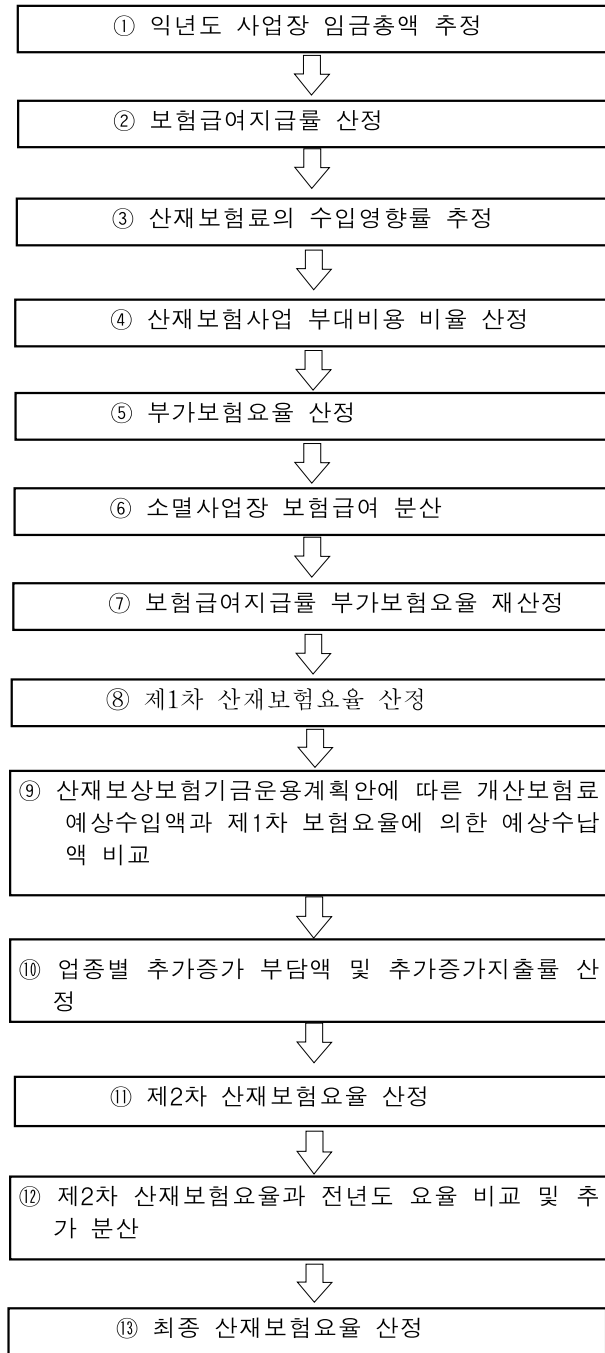 ① 익년도 사업장 임금총액 추정
② 보험급여지급률 산정
③ 산재보험료의 수입영향률 추정
④ 산재보험사업 부대비용 비율 산정
⑤ 부가보험요율 산정
⑥ 소멸사업장 보험급여 분산
⑦ 보험급여지급률 부가보험요율 재산정
⑧ 제1차 산재보험요율 산정
⑨ 산재보상보험기금운용계획안에 따른 개산보험료
예상수입액과 제1차 보험요율에 의한 예상수납
액 비교
⑩ 업종별 추가증가 부담액 및 추가증가지출률 산
정
⑪ 제2차 산재보험요율 산정
⑫ 제2차 산재보험요율과 전년도 요율 비교 및 추
가 분산
⑬ 최종 산재보험요율 산정